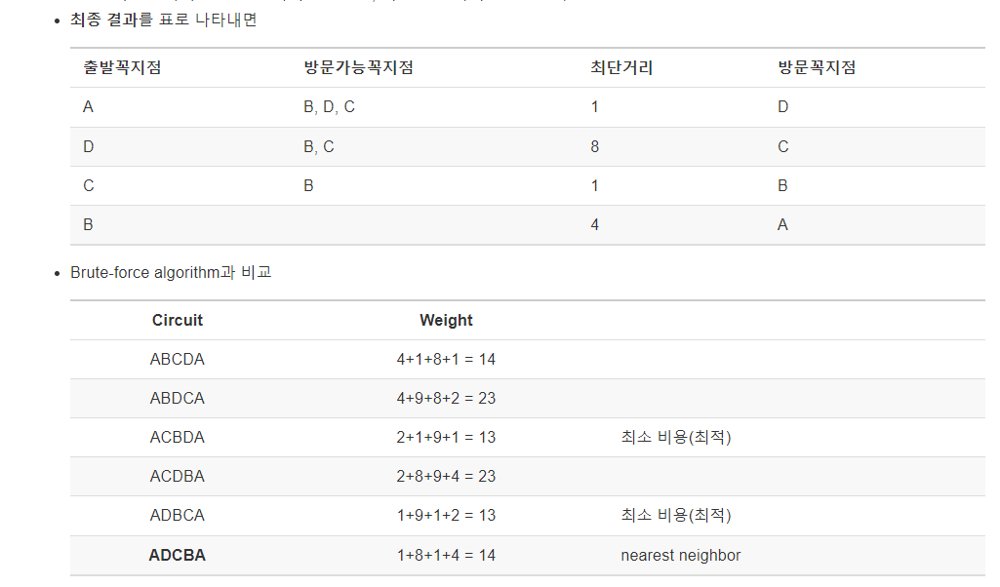 최종 결과를 표로 나타내면
출발꼭지점 방문가능꼭지점 최단거리 방문꼭지점
A B, D, C 1 D
D B, C 8 C
C B 1 B
B 4 A
Brute-force algorithm과 비교
Circuit Weight
ABCDA 4+1+8+1 = 14
ABDCA 4+9+8+2 = 23
ACBDA 2+1+9+1 = 13 최소 비용(최적)
ACDBA 2+8+9+4 = 23
ADBCA 1+9+1+2 = 13 최소 비용(최적)
ADCBA 1+8+1+4 = 14 nearest neighbor